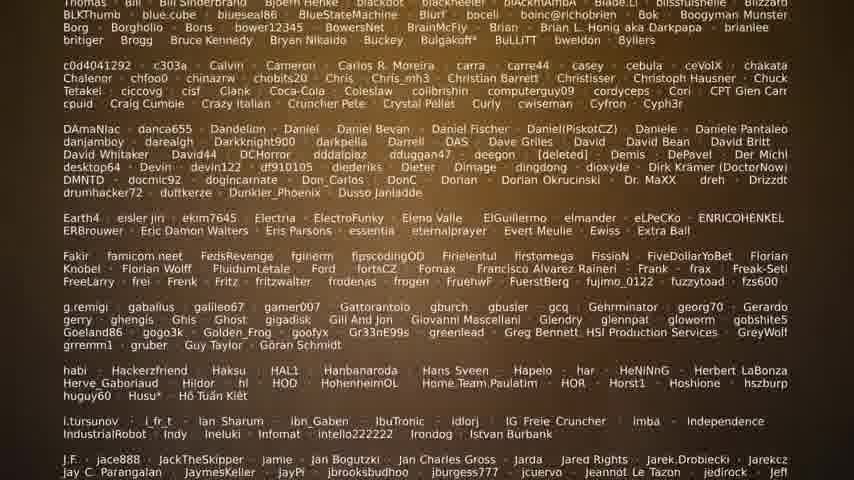 Thomas · Bill · Bill Sinderbrand · Bjoern Henke · blackbolt · blackheeler · blAckmAmbA · Blade.Li · blissfulshelle · Blizzard
BLKThumb · blue.cube · blueseal86 · BlueStateMachine · Blurf · boceli · boinc@richobrien · Bok · Boogyman Munster
Borg · Borgholio · Boris · bower12345 · BowersNet · BrainMcFly · Brian · Brian L. Honig aka Darkpapa · brianlee
britiger · Brogg · Bruce Kennedy · Bryan Nikaido · Buckey · Bulgakoff* · BuLLiTT · bweldon · Byllers
c0d4041292 · c303a · Calvin · Cameron · Carlos R. Moreira · carra · carre44 · casey · cebula · ceVolX · chakata
Chalenor · chfoo0 · chinazrw · chobits20 · Chris · Chris_mh3 · Christian Barrett · Christisser · Christoph Hausner · Chuck
Tetakel · ciccovg · cisf · Clank · Coca-Cola · Coleslaw · colibrishin · computerguy09 · cordyceps · Cori · CPT Glen Carr
cpuid · Craig Cumbie · Crazy Italian · Cruncher Pete · Crystal Pellet · Curly · cwiseman · Cyfron · Cyph3r
DAmaNIac · danca655 · Dandelion · Daniel · Daniel Bevan · Daniel Fischer · Daniel(PiskotCZ) · Daniele · Daniele Pantaleo
danjamboy · darealgh · Darkknight900 · darkpella · Darrell · DAS · Dave Griles · David · David Bean · David Britt
David Whitaker · David44 · DCHorror · dddalplaz · dduggan47 · deegon · [deleted] · Demis · DePavel · Der Michl
desktop64 · Devin · devin122 · df910105 · diederiks · Dieter · Dimage · dingdong · dioxyde · Dirk Krämer (DoctorNow)
DMNTD · docmic92 · dogincarnate · Don_Carlos · DonC · Dorian · Dorian Okrucinski · Dr. MaXX · dreh · Drizzdt
drumhacker72 · dultkerze · Dunkler_Phoenix · Dusso Janladde
Earth4 · eisler jiri · ekim7645 · Electria · ElectroFunky · Eleno Valle · ElGuillermo · elmander · eLPeCKo · ENRICOHENKEL
ERBrouwer · Eric Damon Walters · Eris Parsons · essentia · eternalprayer · Evert Meulie · Ewiss · Extra Ball
Fakir · famicom.neet · FedsRevenge · fginerm · fipscodingOD · Firielentul · firstomega · FissioN · FiveDollarYoBet · Florian
Knobel · Florian Wolff · FluidumLetale · Ford · fortsCZ · Fornax · Francisco Alvarez Raineri · Frank · frax · Freak-Seti
FreeLarry · frei · Frenk · Fritz · fritzwalter · frodenas · frogen · FruehwF · FuerstBerg · fujimo_0122 · fuzzytoad · fzs600
g.remigi · gabalius · galileo67 · gamer007 · Gattorantolo · gburch · gbusler · gcq · Gehrminator · georg70 · Gerardo
gerry · ghengis · Ghis · Ghost · gigadisk · Gill And Jon · Giovanni Mascellani · Glendry · glennpat · gloworm · gobshite5
Goeland86 · gogo3k · Golden_Frog · goofyx · Gr33nE99s · greenlead · Greg Bennett HSI Production Services · GreyWolf
grremm1 · gruber · Guy Taylor · Göran Schmidt
habi · Hackerzfriend · Haksu · HAL1 · Hanbanaroda · Hans Sveen · Hapelo · har · HeNiNnG · Herbert LaBonza
Herve_Gaboriaud · Hildor · hl · HOD · HohenheimOL · Home.Team.Paulatim · HOR · Horst1 · Hoshione · hszburp
huguy60 · Husu* · Hồ Tuấn Kiệt
i.tursunov · i_fr_t · Ian Sharum · ibn_Gaben · IbuTronic · idlorj · IG Freie Cruncher · imba · Independence
IndustrialRobot · Indy · Ineluki · Infomat · intello222222 · Irondog · Istvan Burbank
J.F. · jace888 · JackTheSkipper · jamie · Jan Bogutzki · Jan Charles Gross · Jarda · Jared Rights · Jarek.Drobiecki · Jarekcz
Jay C. Parangalan · JaymesKeller · JayPi · jbrooksbudhoo · jburgess777 · jcuervo · Jeannot Le Tazon · jedirock · Jeff